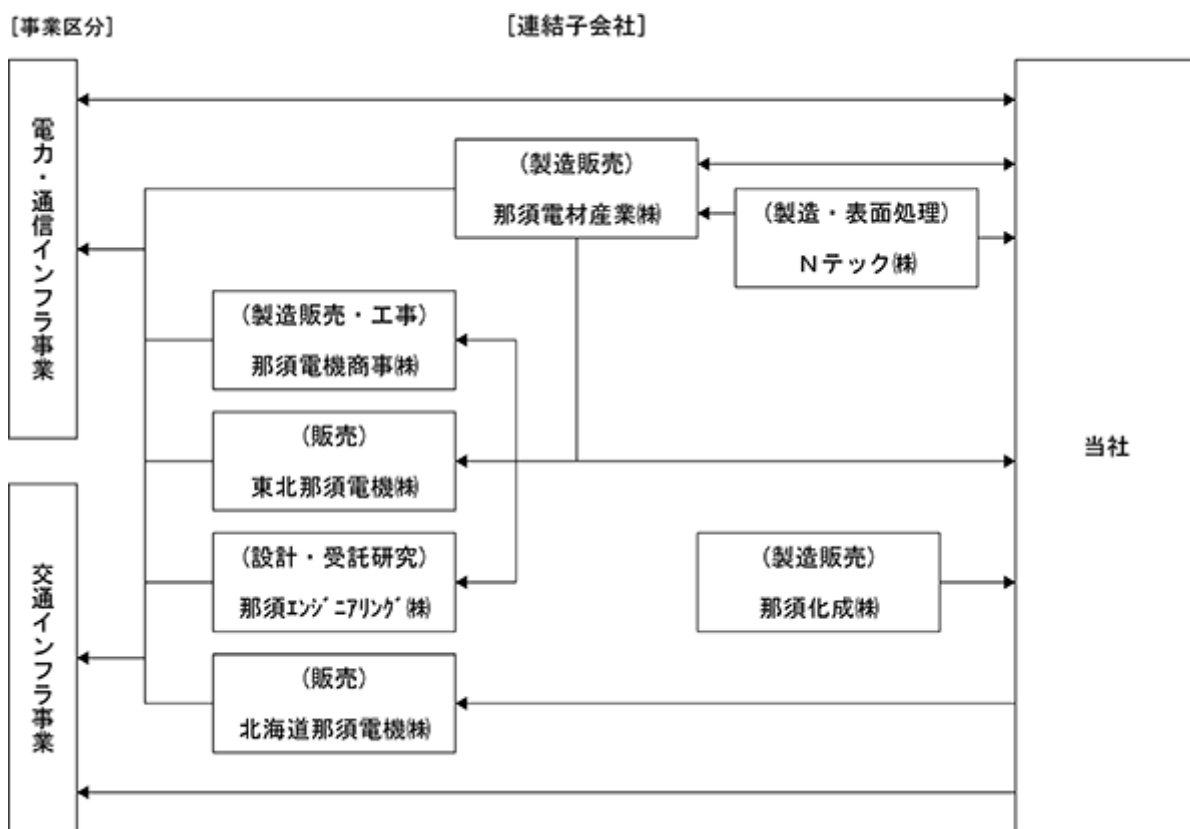 [事業区分]
[連結子会社]
電力・通信インフラ事業
(製造販売)
那須電材産業㈱
(製造・表面処理)
Nテック㈱
(製造販売・工事)
那須電機商事㈱
(販売)
東北那須電機㈱
当社
(設計・受託研究)
那須ｴﾝｼﾞﾆｱﾘﾝｸﾞ㈱
(製造販売)
那須化成㈱
交通インフラ事業
(販売)
北海道那須電機㈱